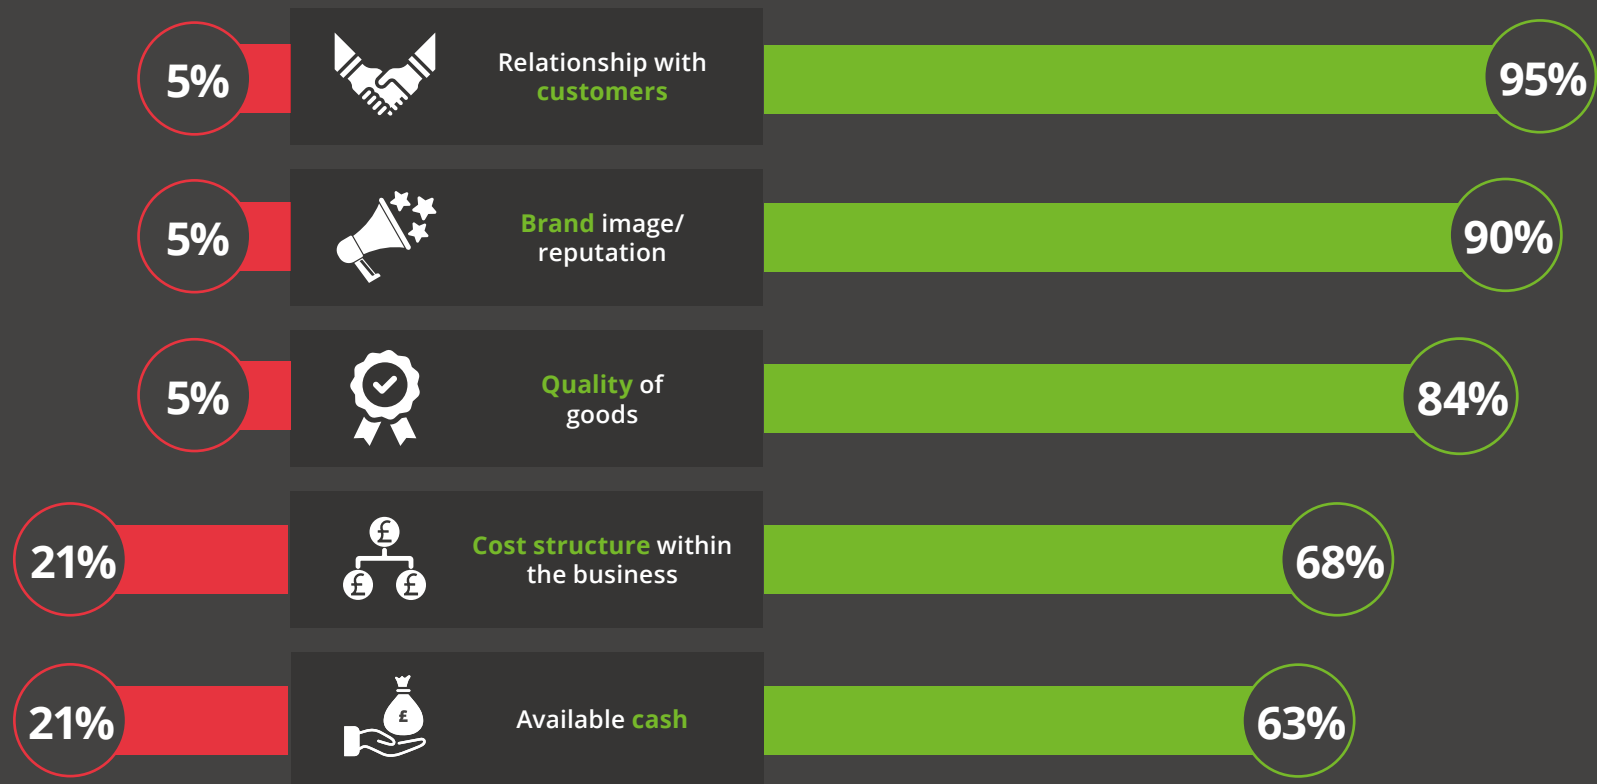 5%
Relationship with
customers
95%
5%
Brand image/
reputation
90%
5%
Quality of
goods
84%
21%
£
£ £
Cost structure within
the business
68%
21%
£
Available cash
63%